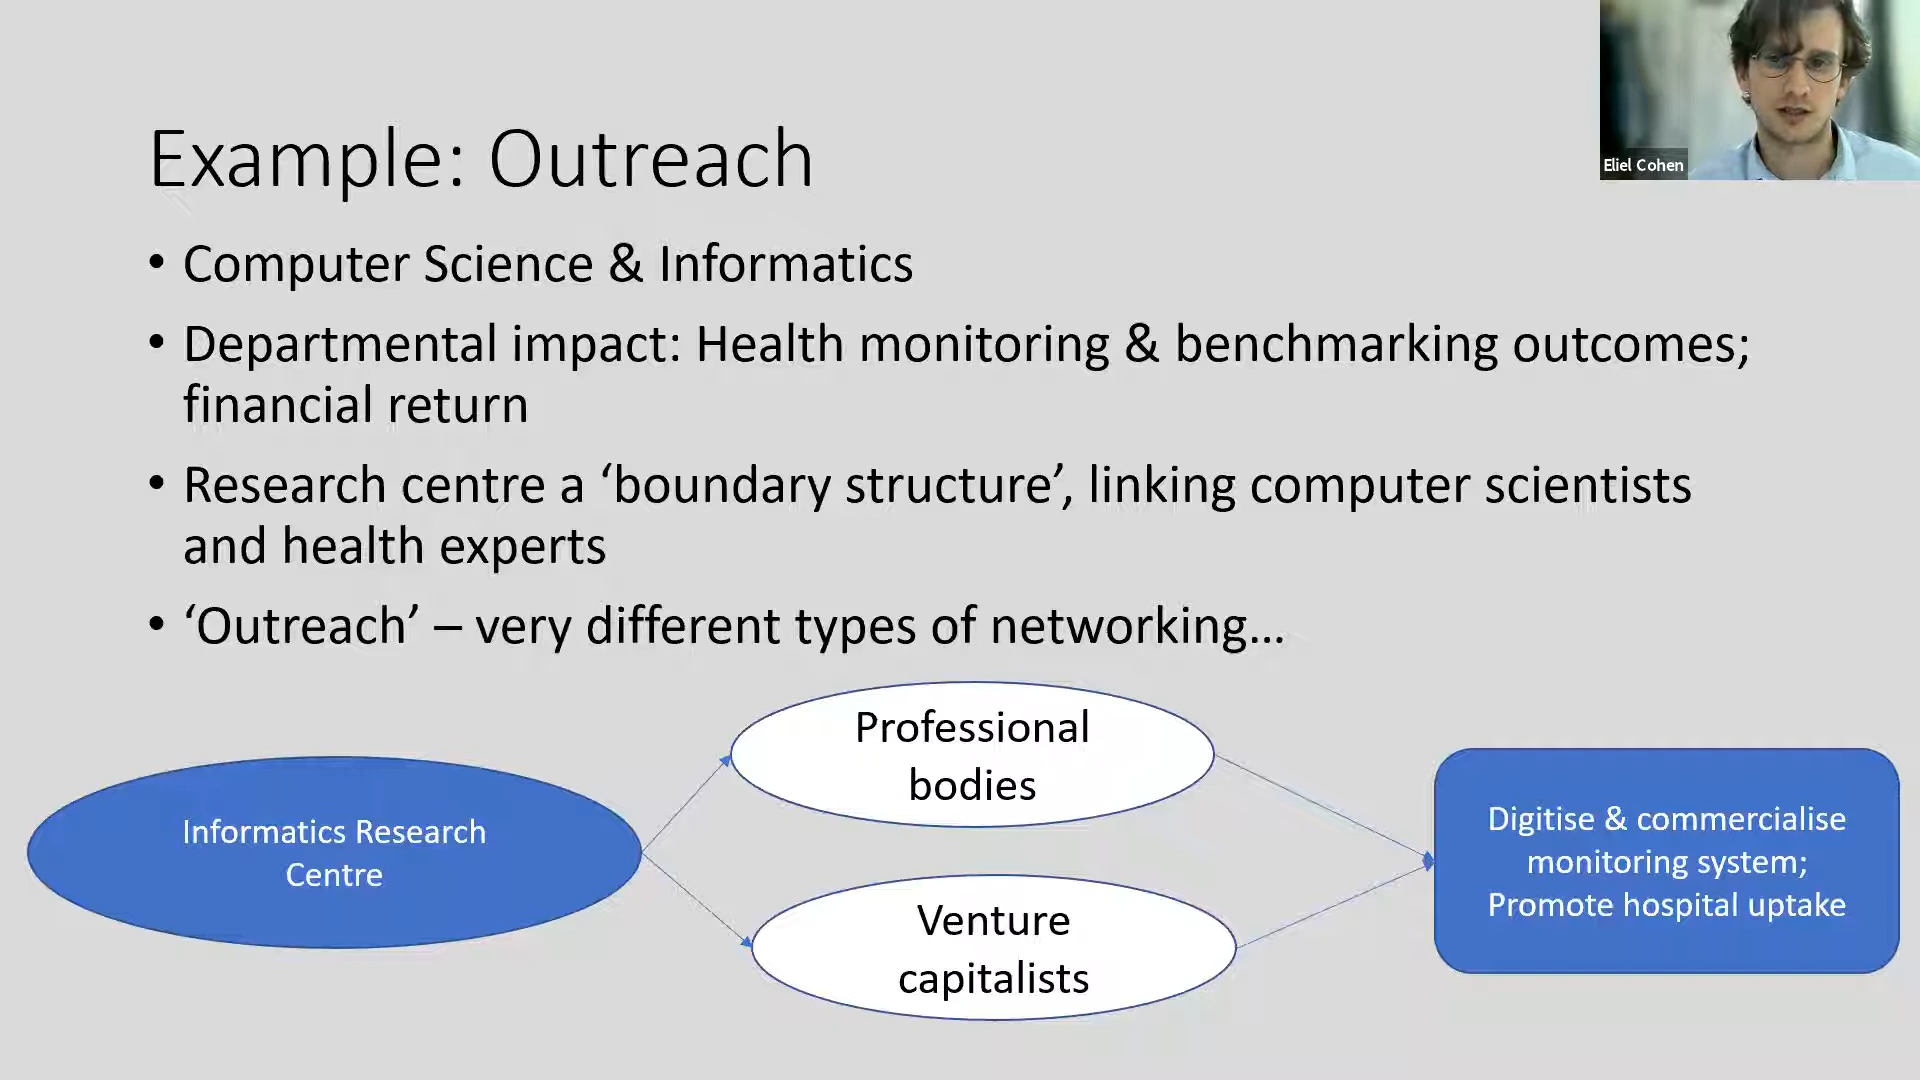 Eliel Cohen
Example: Outreach
• Computer Science & Informatics
• Departmental impact: Health monitoring & benchmarking outcomes;
financial return
• Research centre a ‘boundary structure’, linking computer scientists
and health experts
• ‘Outreach’ – very different types of networking…
Informatics Research
Centre
Professional
bodies
Venture
capitalists
Digitise & commercialise
monitoring system;
Promote hospital uptake